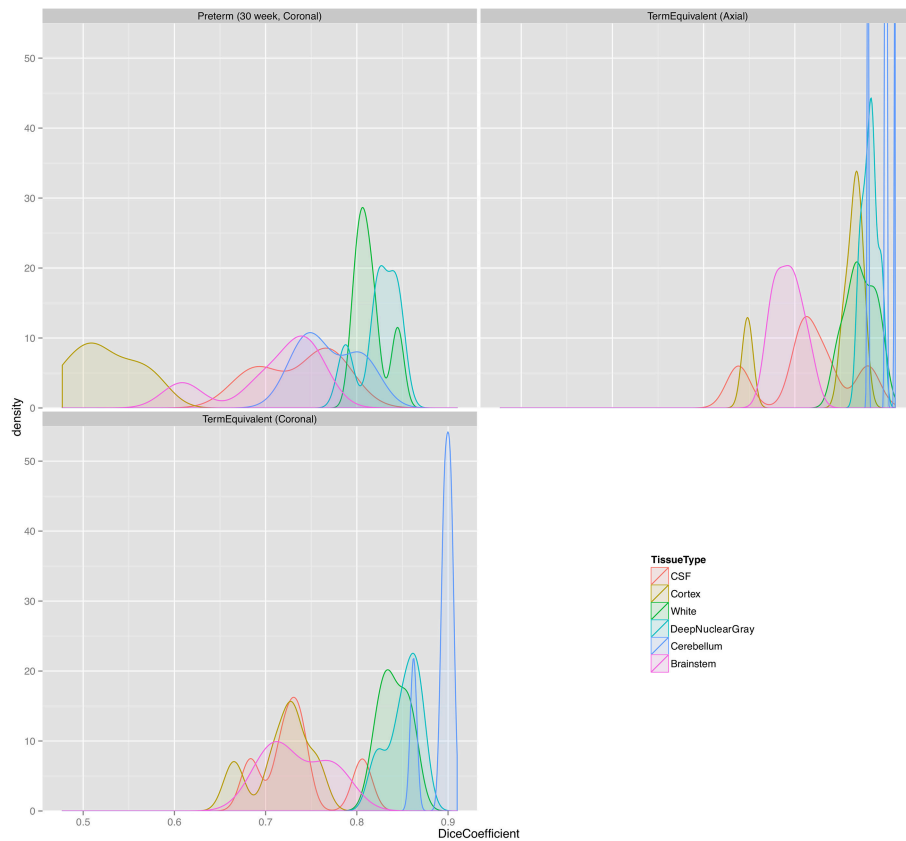 Preterm (30 week, Coronal)
TermEquivalent (Axial)
50
40
30
20
10
0
density
TermEquivalent (Coronal)
50
40
30
20
10
0
0.5 0.6 0.7 0.8 0.9
DiceCoefficient
TissueType
CSF
Cortex
White
DeepNuclearGray
Cerebellum
Brainstem